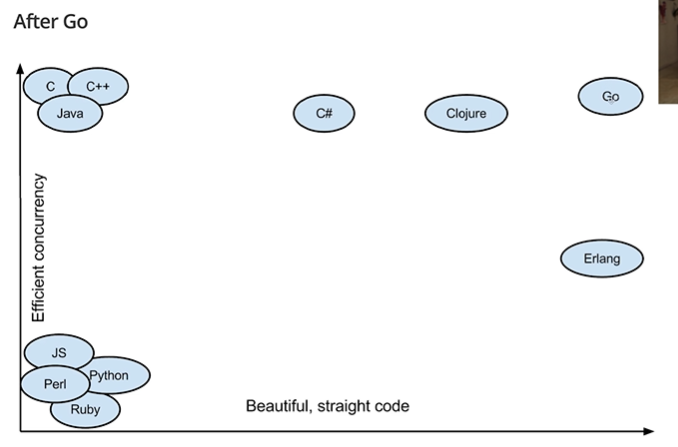 After Go
C
C++
Java
C#
Clojure
Go
Efficient concurrency
Erlang
JS
Python
Perl
Ruby
Beautiful, straight code